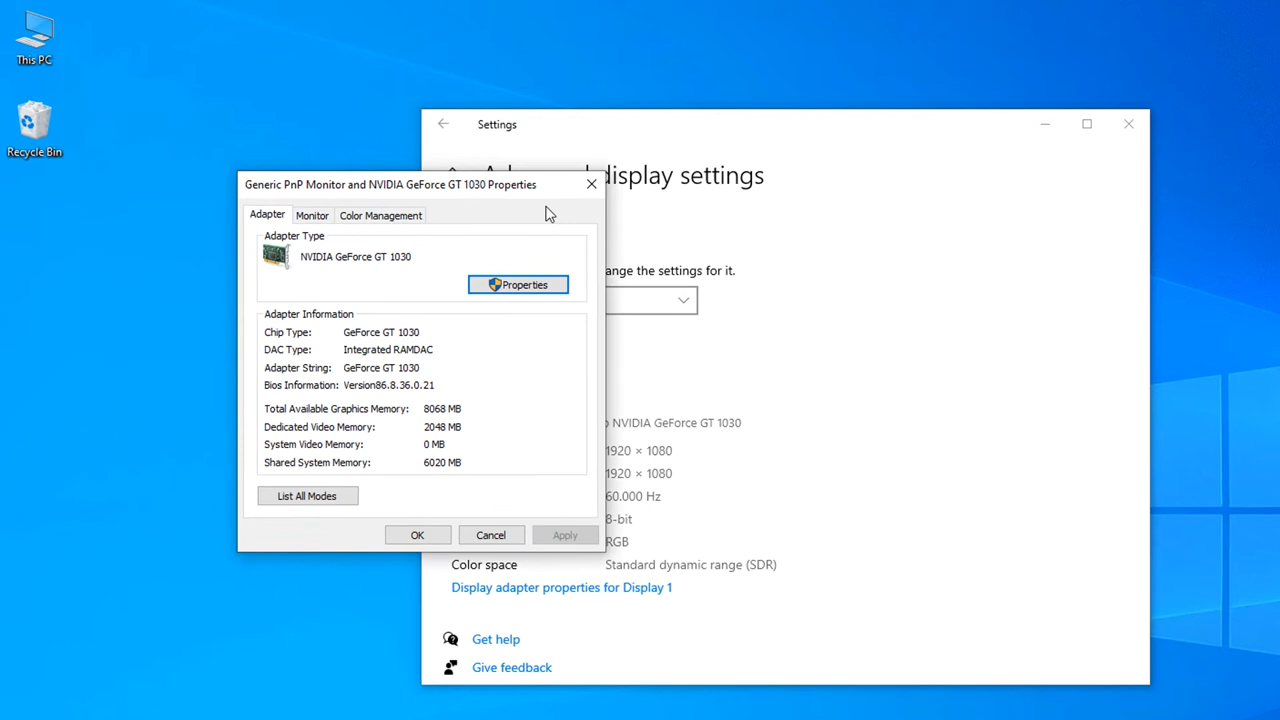 This PC
Recycle Bin
Settings
display settings
ange the settings for it.
NVIDIA GeForce GT 1030
1920 × 1080
1920 × 1080
60.000 Hz
8-bit
RGB
Color space Standard dynamic range (SDR)
Display adapter properties for Display 1
Get help
Give feedback
Generic PnP Monitor and NVIDIA GeForce GT 1030 Properties
Adapter Monitor Color Management
Adapter Type
NVIDIA GeForce GT 1030
Properties
Adapter Information
Chip Type: GeForce GT 1030
DAC Type: Integrated RAMDAC
Adapter String: GeForce GT 1030
Bios Information: Version86.8.36.0.21
Total Available Graphics Memory: 8068 MB
Dedicated Video Memory: 2048 MB
System Video Memory: 0 MB
Shared System Memory: 6020 MB
List All Modes
OK Cancel Apply